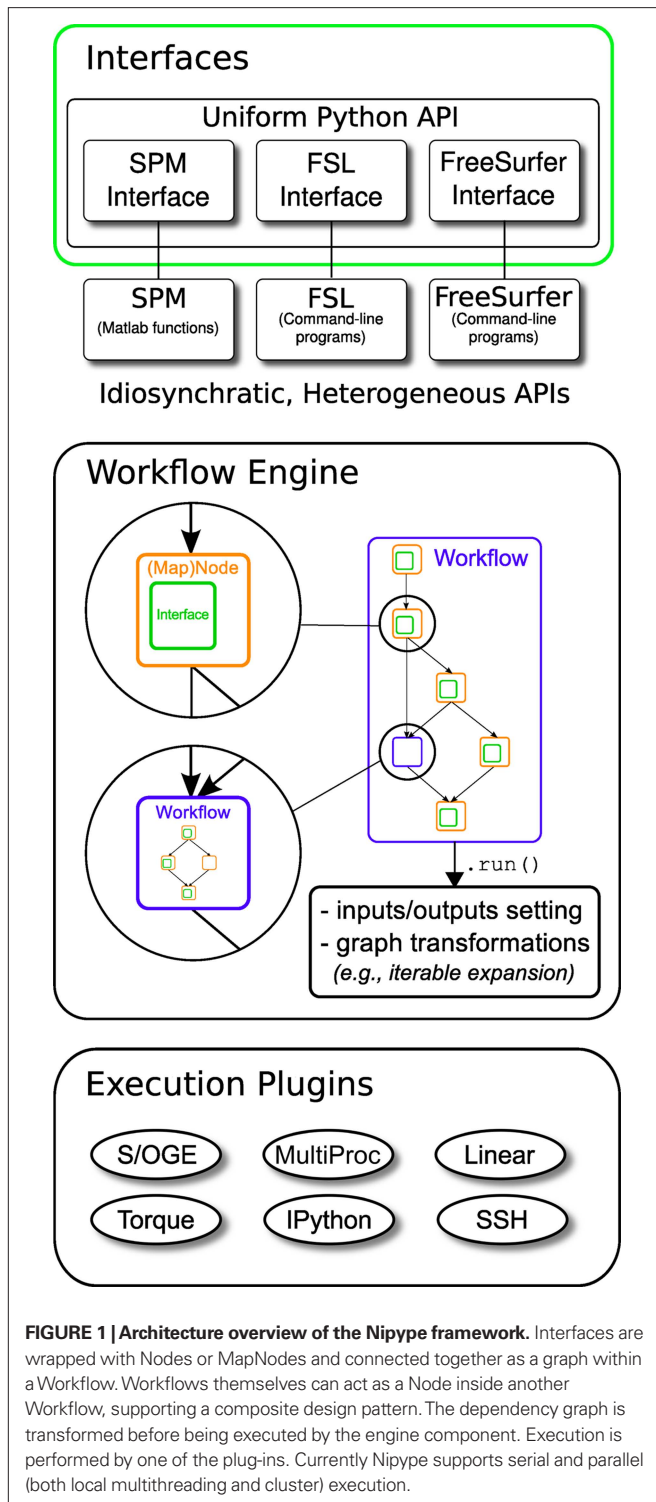 Interfaces
Uniform Python API
SPM
Interface
FSL
Interface
FreeSurfer
Interface
SPM
(Matlab functions)
FSL
(Command-line
programs)
FreeSurfer
(Command-line
programs)
Idiosynchratic, Heterogeneous APIs
Workflow Engine
(Map)Node
Interface
Workflow
Workflow
.run()
- inputs/outputs setting
- graph transformations
(e.g., iterable expansion)
Execution Plugins
S/OGE
MultiProc
Linear
Torque
IPython
SSH
FIGURE 1 | Architecture overview of the Nipype framework. Interfaces are
wrapped with Nodes or MapNodes and connected together as a graph within
a Workflow. Workflows themselves can act as a Node inside another
Workflow, supporting a composite design pattern. The dependency graph is
transformed before being executed by the engine component. Execution is
performed by one of the plug-ins. Currently Nipype supports serial and parallel
(both local multithreading and cluster) execution.